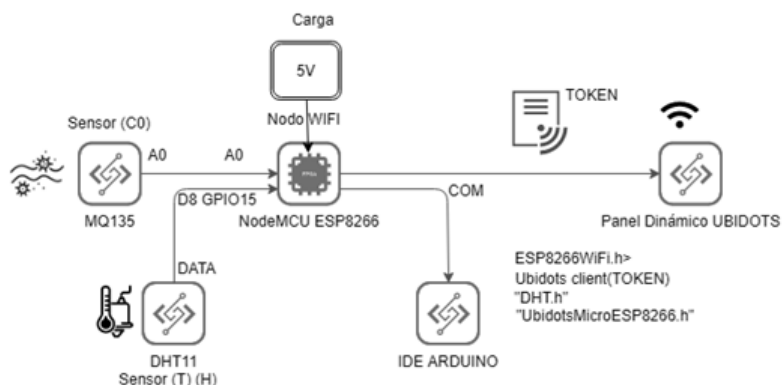 Carga
5V
TOKEN
Nodo WIFI
Sensor (C0)
A0
A0
COM
D8 GPIO15
MQ135
NodeMCU ESP8266
Panel Dinámico UBIDOTS
DATA
ESP8266WiFi.h>
Ubidots client(TOKEN)
"DHT.h"
"UbidotsMicroESP8266.h"
DHT11
Sensor (T) (H)
IDE ARDUINO